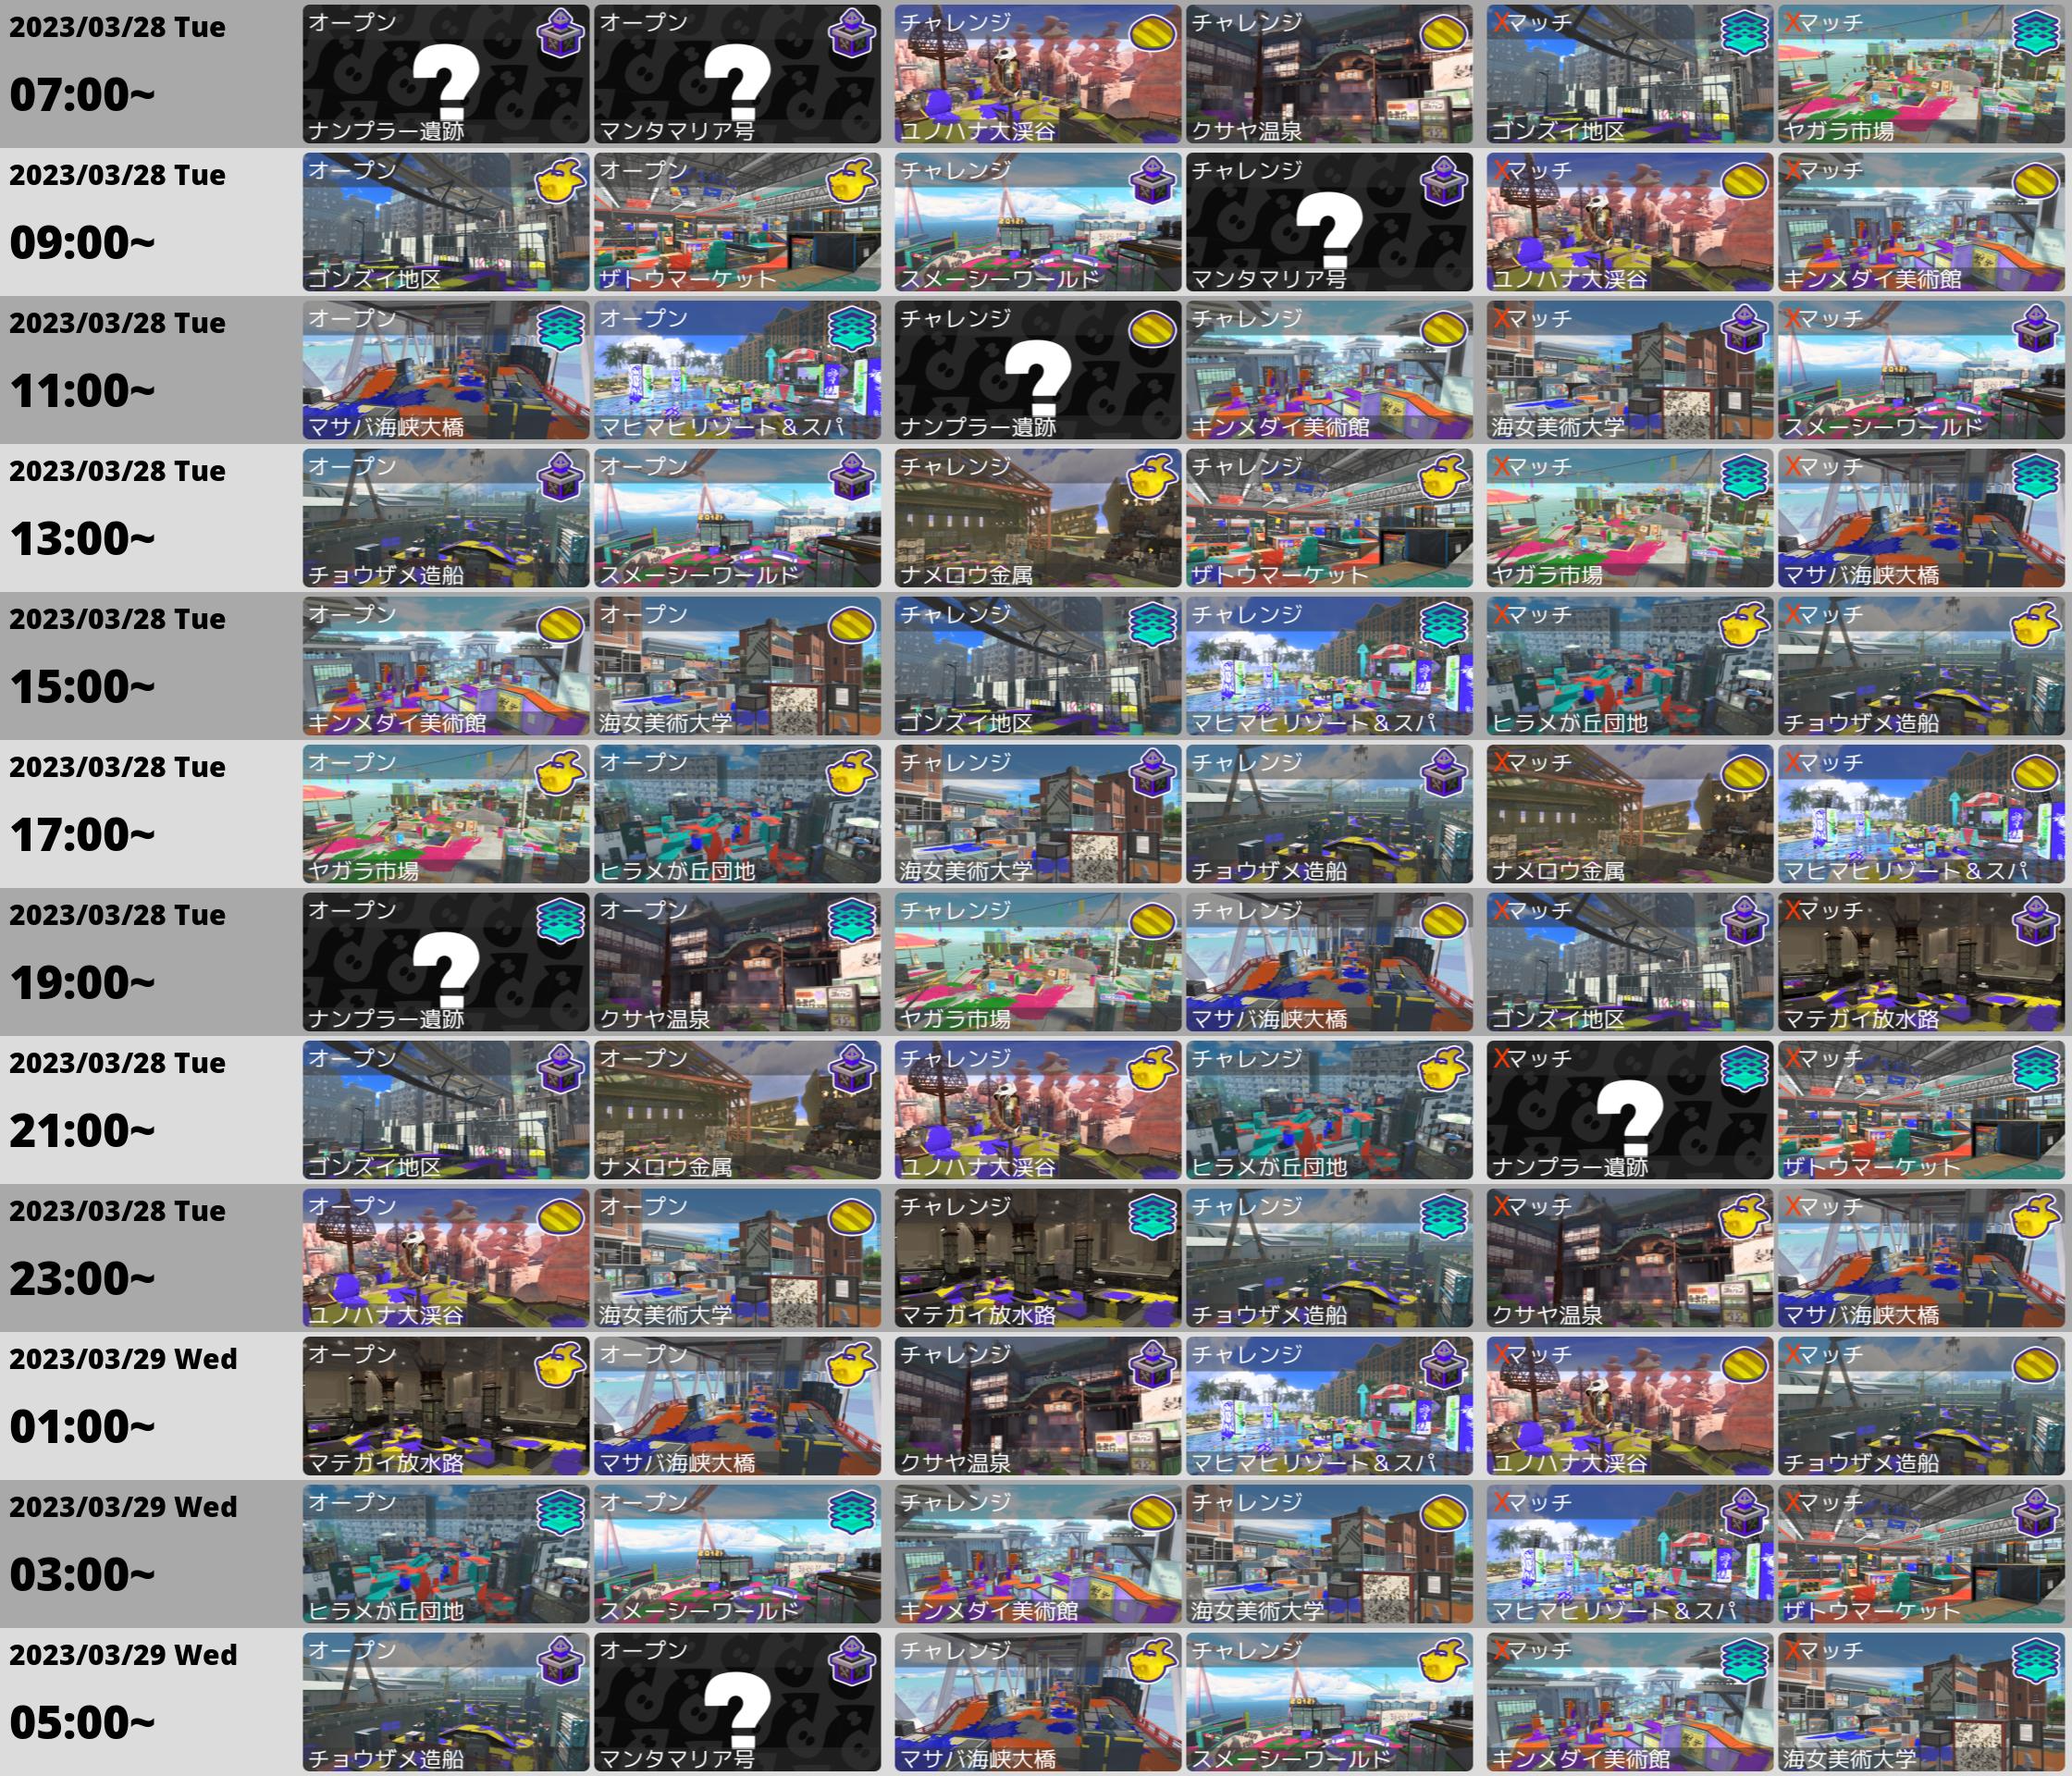 2023/03/28 Tue
07:00~
オープン オープン チャレンジ チャレンジ Xマッチ Xマッチ
ナンプラー遺跡 マンタマリア号 ユノハナ大渓谷 クサヤ温泉 ゴンズイ地区 ヤガラ市場
2023/03/28 Tue
09:00~
オープン オープン チャレンジ チャレンジ Xマッチ Xマッチ
ゴンズイ地区 ザトウマーケット スメーシーワールド マンタマリア号 ユノハナ大渓谷 キンメダイ美術館
2023/03/28 Tue
11:00~
オープン オープン チャレンジ チャレンジ Xマッチ Xマッチ
マサバ海峡大橋 マヒマヒリゾート&スパ ナンプラー遺跡 キンメダイ美術館 海女美術大学 スメーシーワールド
2023/03/28 Tue
13:00~
オープン オープン チャレンジ チャレンジ Xマッチ Xマッチ
チョウザメ造船 スメーシーワールド ナメロウ金属 ザトウマーケット ヤガラ市場 マサバ海峡大橋
2023/03/28 Tue
15:00~
オープン オープン チャレンジ チャレンジ Xマッチ Xマッチ
キンメダイ美術館 海女美術大学 ゴンズイ地区 マヒマヒリゾート&スパ ヒラメが丘団地 チョウザメ造船
2023/03/28 Tue
17:00~
オープン オープン チャレンジ チャレンジ Xマッチ Xマッチ
ヤガラ市場 ヒラメが丘団地 海女美術大学 チョウザメ造船 ナメロウ金属 マヒマヒリゾート&スパ
2023/03/28 Tue
19:00~
オープン オープン チャレンジ チャレンジ Xマッチ Xマッチ
ナンプラー遺跡 クサヤ温泉 ヤガラ市場 マサバ海峡大橋 ゴンズイ地区 マテガイ放水路
2023/03/28 Tue
21:00~
オープン オープン チャレンジ チャレンジ Xマッチ Xマッチ
ゴンズイ地区 ナメロウ金属 ユノハナ大渓谷 ヒラメが丘団地 ナンプラー遺跡 ザトウマーケット
2023/03/28 Tue
23:00~
オープン オープン チャレンジ チャレンジ Xマッチ Xマッチ
ユノハナ大渓谷 海女美術大学 マテガイ放水路 チョウザメ造船 クサヤ温泉 マサバ海峡大橋
2023/03/29 Wed
01:00~
オープン オープン チャレンジ チャレンジ Xマッチ Xマッチ
マテガイ放水路 マサバ海峡大橋 クサヤ温泉 マヒマヒリゾート&スパ ユノハナ大渓谷 チョウザメ造船
2023/03/29 Wed
03:00~
オープン オープン チャレンジ チャレンジ Xマッチ Xマッチ
ヒラメが丘団地 スメーシーワールド キンメダイ美術館 海女美術大学 マヒマヒリゾート&スパ ザトウマーケット
2023/03/29 Wed
05:00~
オープン オープン チャレンジ チャレンジ Xマッチ Xマッチ
チョウザメ造船 マンタマリア号 マサバ海峡大橋 スメーシーワールド キンメダイ美術館 海女美術大学